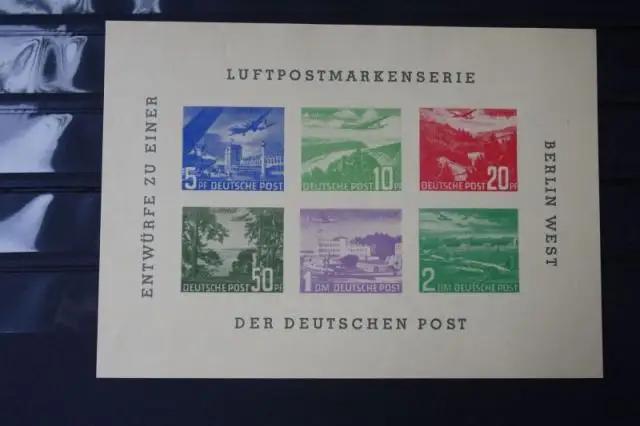 ENTWÜRFE ZU EINER
LUFTPOSTMARKENSERIE
DER DEUTSCHEN POST
BERLIN WEST
5 PF DEUTSCHE POST
DEUTSCHE POST 10 PF
DEUTSCHE POST 20 PF
DEUTSCHE POST 50 PF
1 DM DEUTSCHE POST
2 DM DEUTSCHE POST